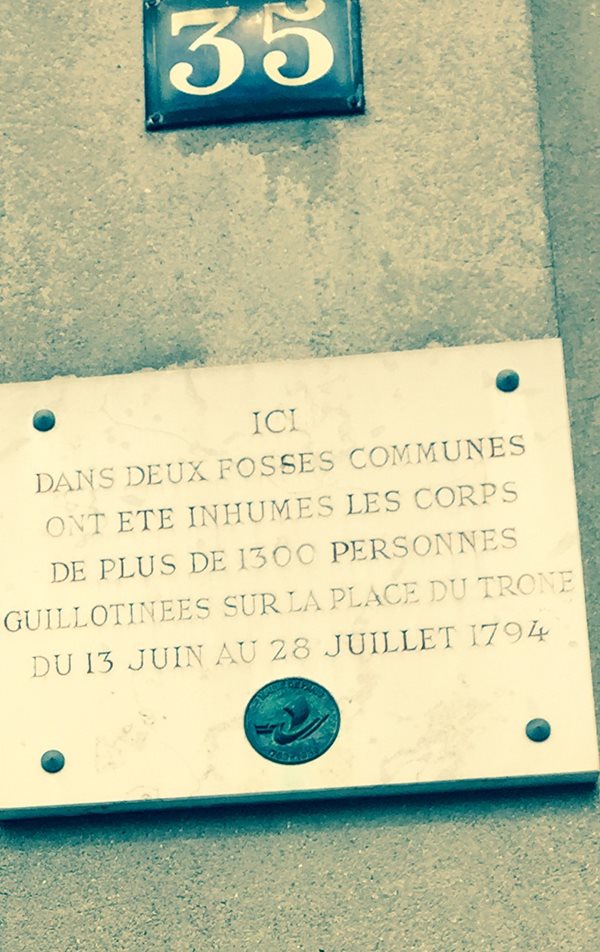 35
ICI
DANS DEUX FOSSES COMMUNES
ONT ETE INHUMES LES CORPS
DE PLUS DE 1300 PERSONNES
GUILLOTINEES SUR LA PLACE DU TRONE
DU 13 JUIN AU 28 JUILLET 1794